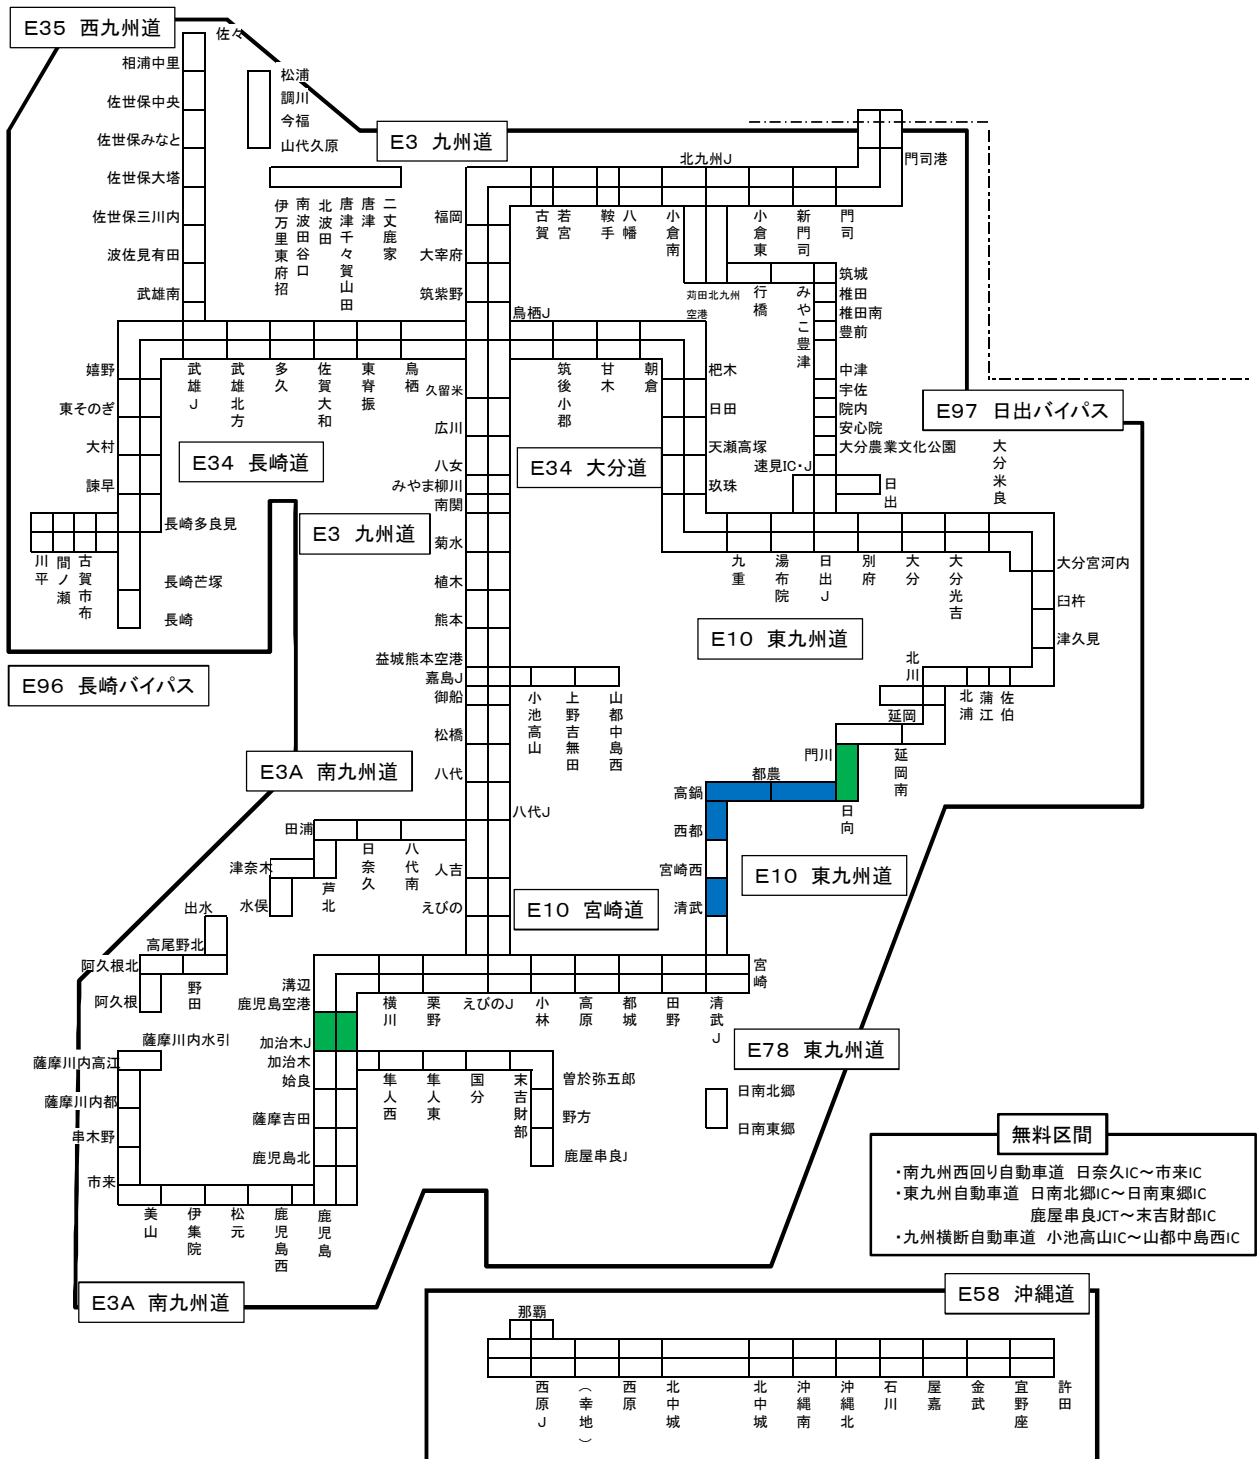 E35 西九州道
佐々
相浦中里
佐世保中央
佐世保みなと
佐世保大塔
佐世保三川内
波佐見有田
武雄南
松浦
調川
今福
山代久原
伊万里東府招
南波田谷口
北波田
唐津千々賀山田
唐津
二丈鹿家
E3 九州道
北九州J
門司港
福岡
大宰府
筑紫野
鳥栖J
古賀
若宮
鞍手
八幡
小倉南
小倉東
新門司
門司
苅田北九州
空港
行橋
みやこ豊津
筑城
椎田
椎田南
豊前
中津
宇佐
院内
安心院
大分農業文化公園
速見IC・J
日出
大分米良
E97 日出バイパス
嬉野
東そのぎ
大村
諫早
武雄J
武雄北方
多久
佐賀大和
東脊振
鳥栖
久留米
広川
八女
みやま柳川
南関
菊水
植木
熊本
益城熊本空港
嘉島J
御船
松橋
八代
八代J
筑後小郡
甘木
朝倉
杷木
日田
天瀬高塚
玖珠
E34 長崎道
E34 大分道
E3 九州道
長崎多良見
川平
間ノ瀬
古賀市布
長崎芒塚
長崎
九重
湯布院
日出J
別府
大分
大分光吉
大分宮河内
臼杵
津久見
E10 東九州道
E96 長崎バイパス
小池高山
上野吉無田
山都中島西
北川
北浦
蒲江
佐伯
延岡
延岡南
門川
日向
都農
高鍋
西都
宮崎西
清武
E3A 南九州道
E10 東九州道
田浦
津奈木
水俣
芦北
日奈久
八代南
人吉
えびの
E10 宮崎道
出水
高尾野北
阿久根北
阿久根
野田
溝辺
鹿児島空港
加治木J
加治木
姶良
薩摩吉田
鹿児島北
横川
栗野
えびのJ
小林
高原
都城
田野
清武J
宮崎
E78 東九州道
薩摩川内水引
薩摩川内高江
薩摩川内都
串木野
市来
美山
伊集院
松元
鹿児島西
鹿児島
隼人西
隼人東
国分
末吉財部
曽於弥五郎
野方
鹿屋串良J
日南北郷
日南東郷
無料区間
・南九州西回り自動車道 日奈久IC～市来IC
・東九州自動車道 日南北郷IC～日南東郷IC
鹿屋串良JCT～末吉財部IC
・九州横断自動車道 小池高山IC～山都中島西IC
E3A 南九州道
E58 沖縄道
那覇
西原J
（幸地）
西原
北中城
北中城
沖縄南
沖縄北
石川
屋嘉
金武
宜野座
許田